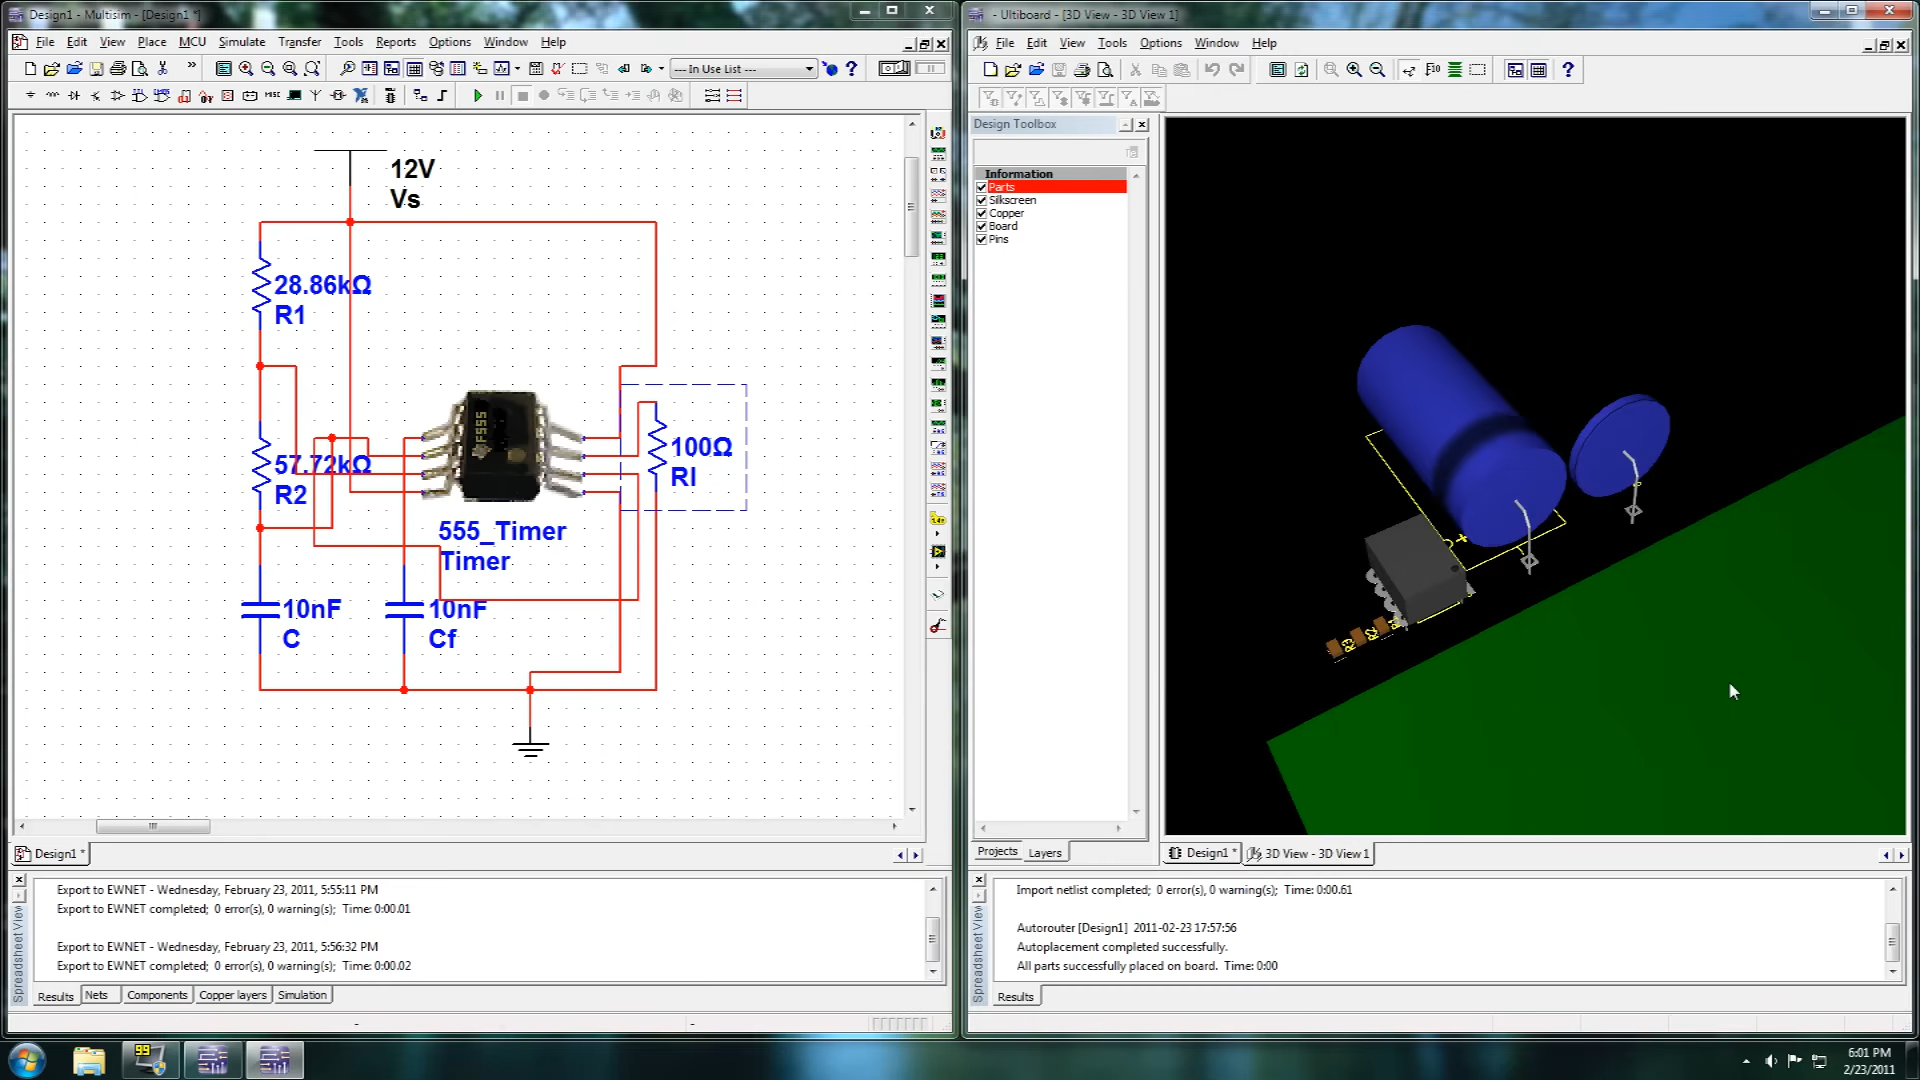 Design1 - Multisim - [Design1 *]
File Edit View Place MCU Simulate Transfer Tools Reports Options Window Help
--- In Use List ---
MISC
12V
Vs
28.86kΩ
R1
57.72kΩ
R2
100Ω
Rl
555_Timer
Timer
10nF
C
10nF
Cf
Design1 *
Export to EWNET - Wednesday, February 23, 2011, 5:55:11 PM
Export to EWNET completed; 0 error(s), 0 warning(s); Time: 0:00.01
Export to EWNET - Wednesday, February 23, 2011, 5:56:32 PM
Export to EWNET completed; 0 error(s), 0 warning(s); Time: 0:00.02
Spreadsheet View
Results Nets Components Copper layers Simulation
- Ultiboard - [3D View - 3D View 1]
File Edit View Tools Options Window Help
Design Toolbox
Information
Parts
Silkscreen
Copper
Board
Pins
Projects Layers
Design1 * 3D View - 3D View 1
Import netlist completed; 0 error(s), 0 warning(s); Time: 0:00.61
Autorouter [Design1] 2011-02-23 17:57:56
Autoplacement completed successfully.
All parts successfully placed on board. Time: 0:00
Spreadsheet View
Results
99
6:01 PM
2/23/2011